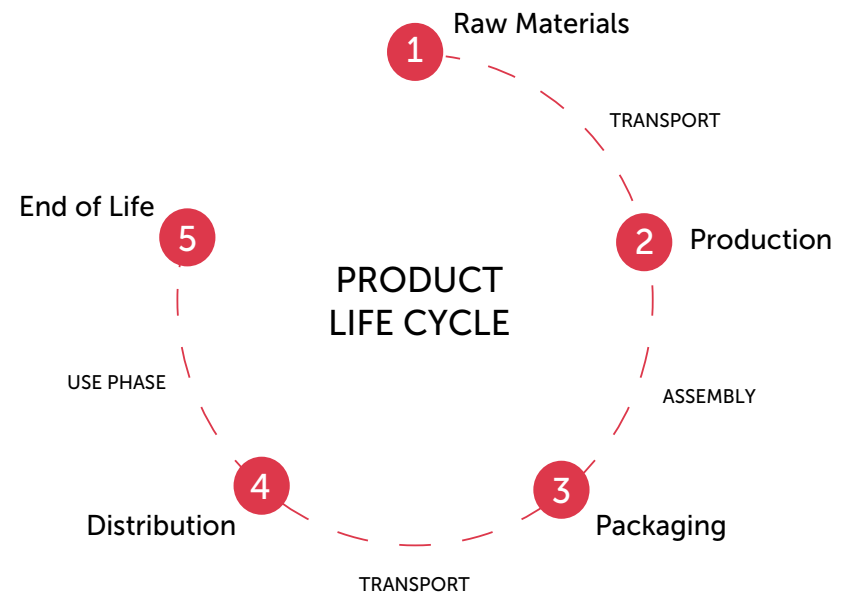 1
Raw Materials
TRANSPORT
2
Production
ASSEMBLY
3
Packaging
TRANSPORT
4
Distribution
USE PHASE
5
End of Life
PRODUCT
LIFE CYCLE